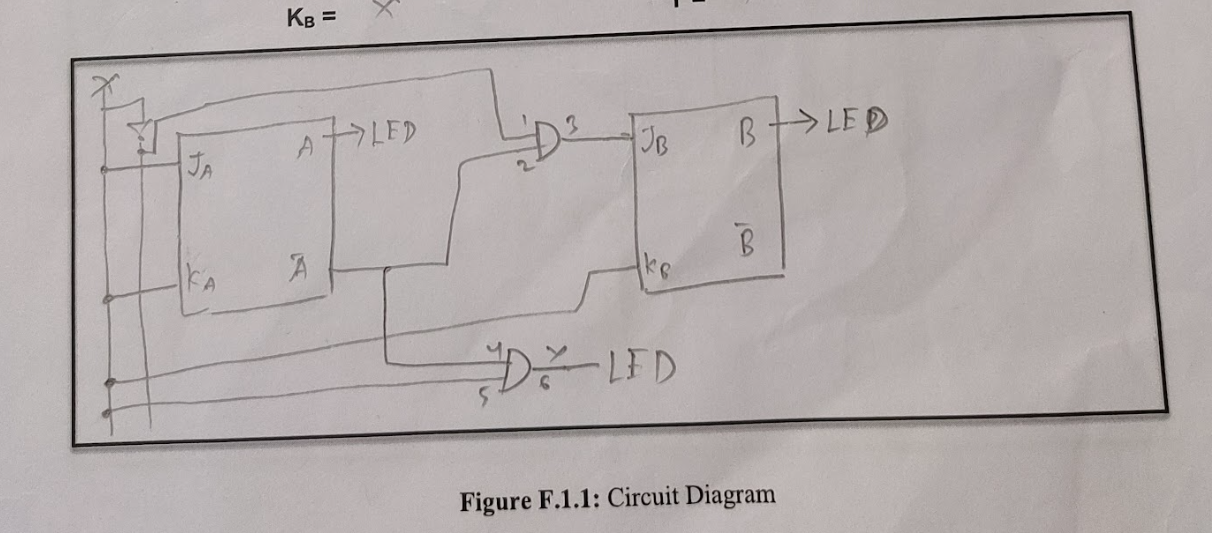 K_B = X
X
J_A A → LED
K_A Ā
1
2
3
J_B B → LED
K_B B̄
4
5
Y
6
LED
Figure F.1.1: Circuit Diagram